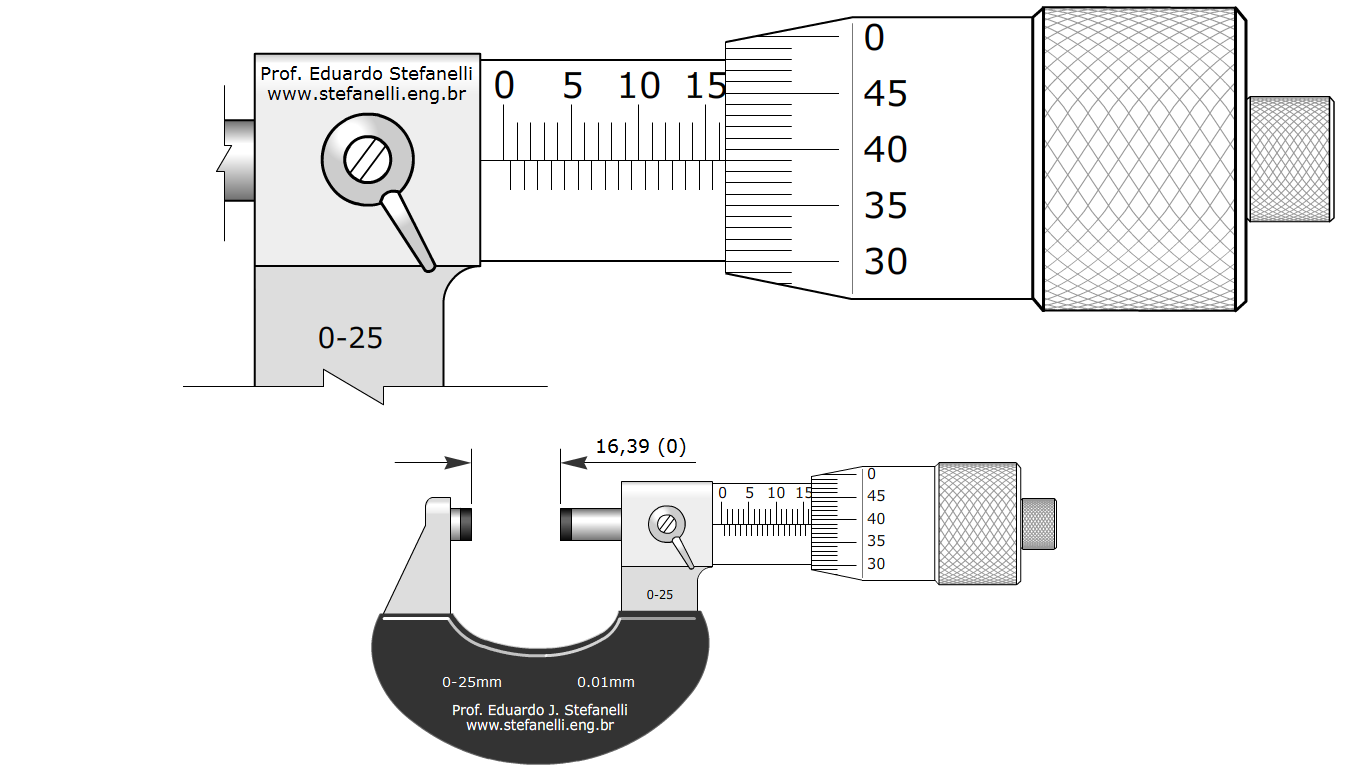 Prof. Eduardo Stefanelli
www.stefanelli.eng.br
0 5 10 15
0
45
40
35
30
0-25
16,39 (0)
0 5 10 15
0
45
40
35
30
0-25
0-25mm 0.01mm
Prof. Eduardo J. Stefanelli
www.stefanelli.eng.br